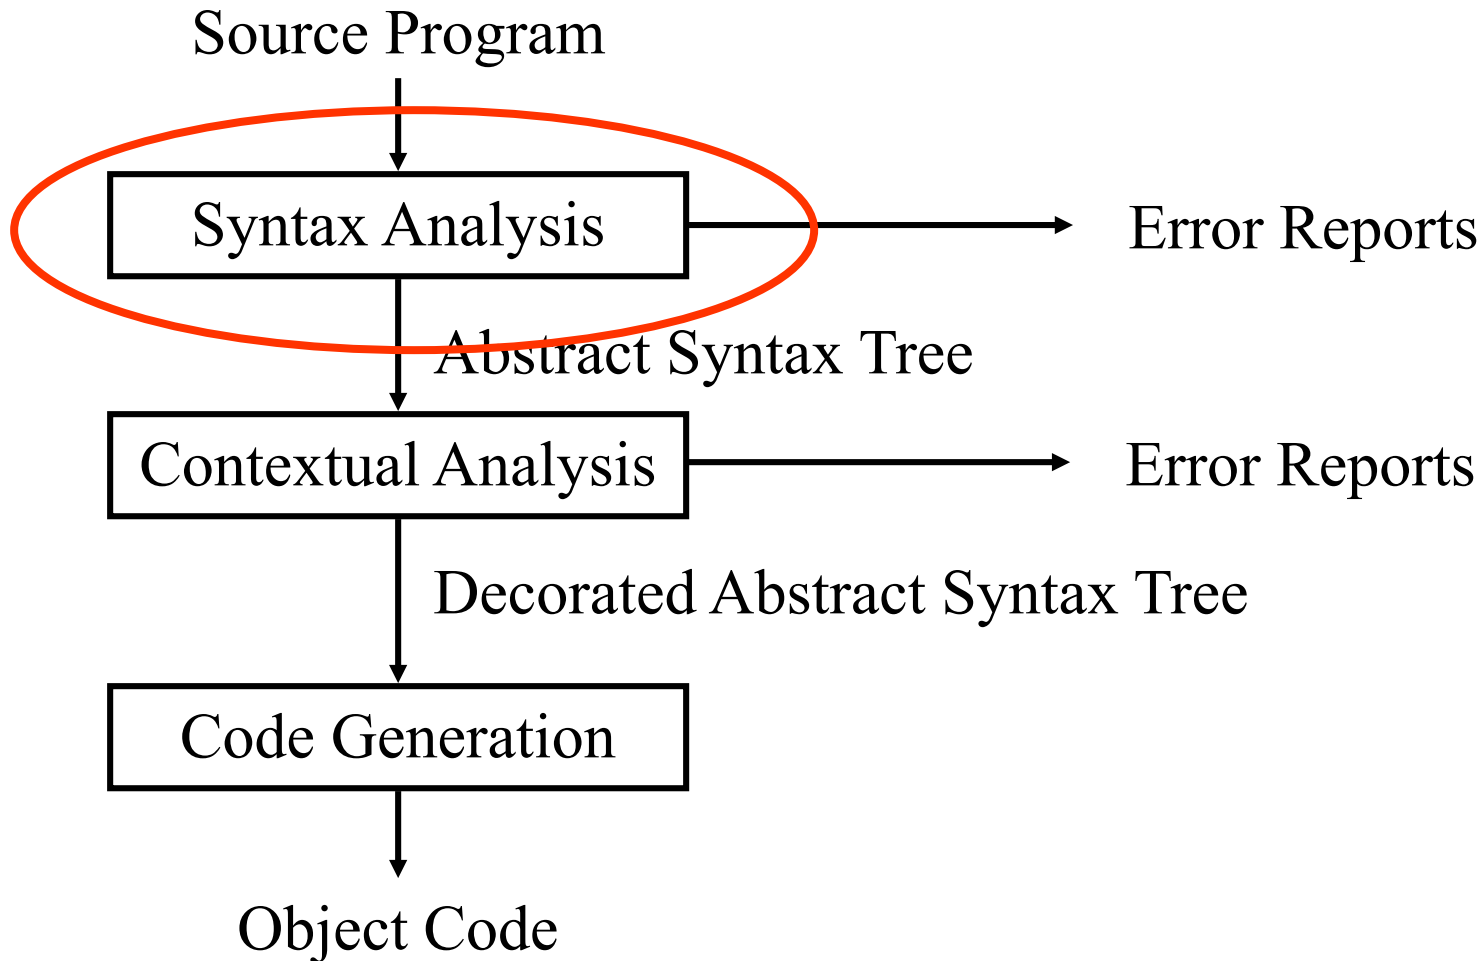 Source Program
Syntax Analysis
Error Reports
Abstract Syntax Tree
Contextual Analysis
Error Reports
Decorated Abstract Syntax Tree
Code Generation
Object Code